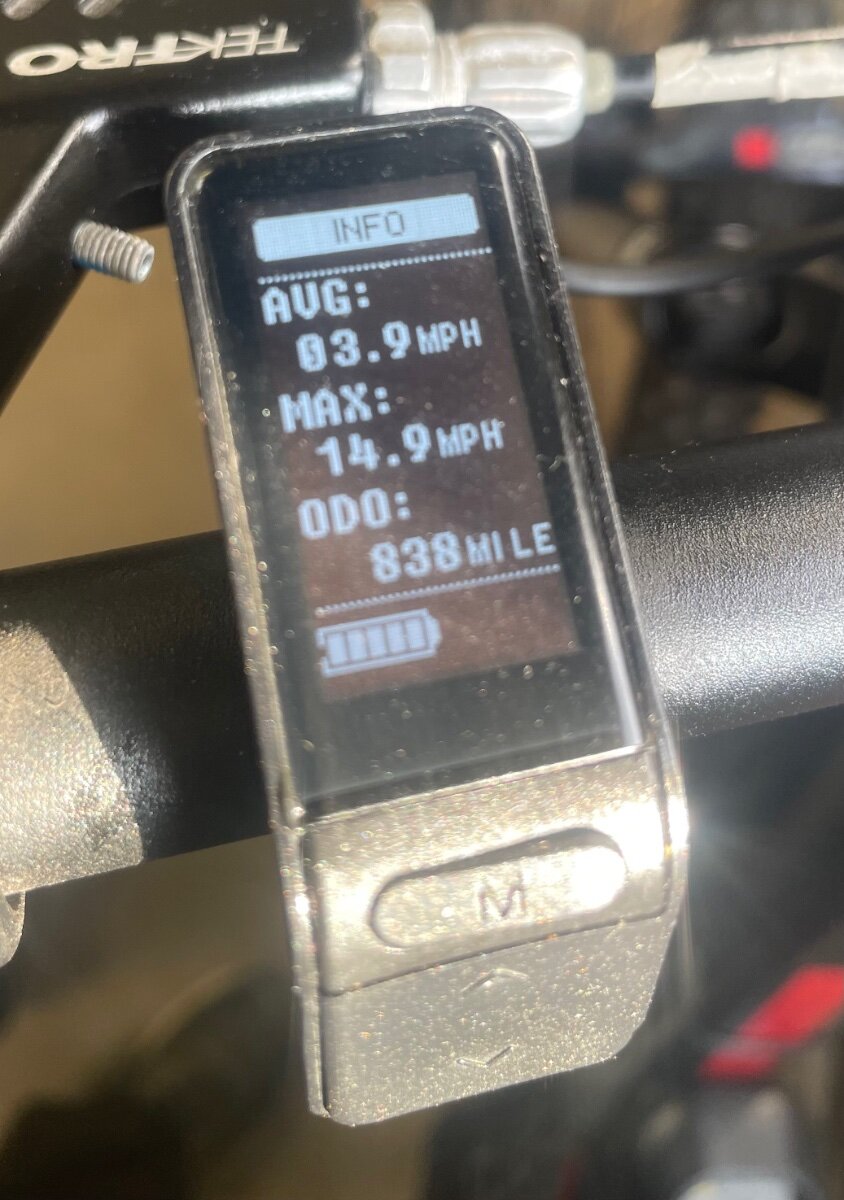 TEKTRO
INFO
AVG:
03.9MPH
MAX:
14.9MPH
ODO:
838MILE
M